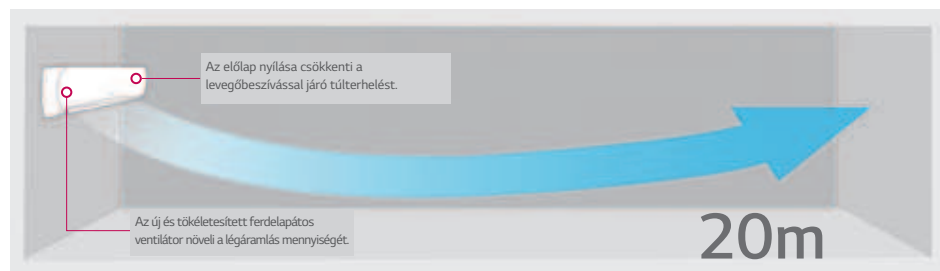 Az előlap nyílása csökkenti a
levegőbeszívással járó túlterhelést.
Az új és tökéletesített ferdelapátos
ventilátor növeli a légáramlás mennyiségét.
20m